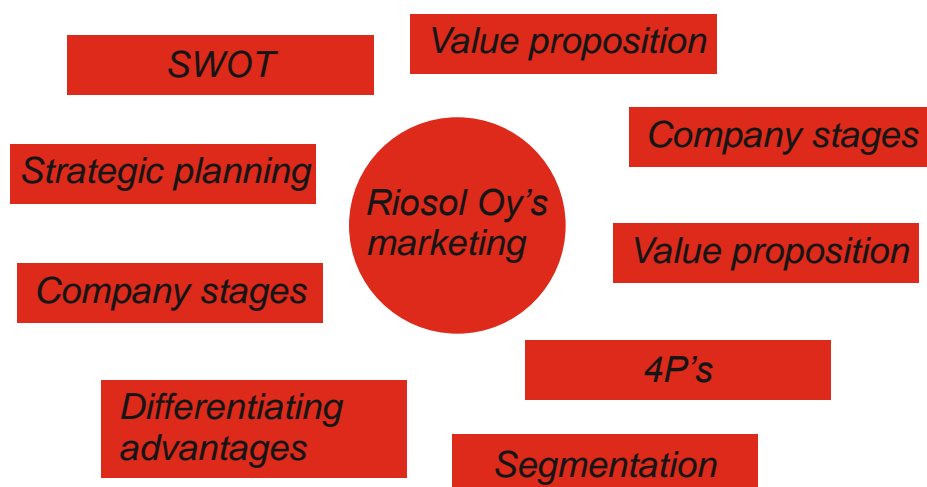 Value proposition
SWOT
Company stages
Strategic planning
Riosol Oy’s
marketing
Value proposition
Company stages
4P’s
Differentiating
advantages
Segmentation